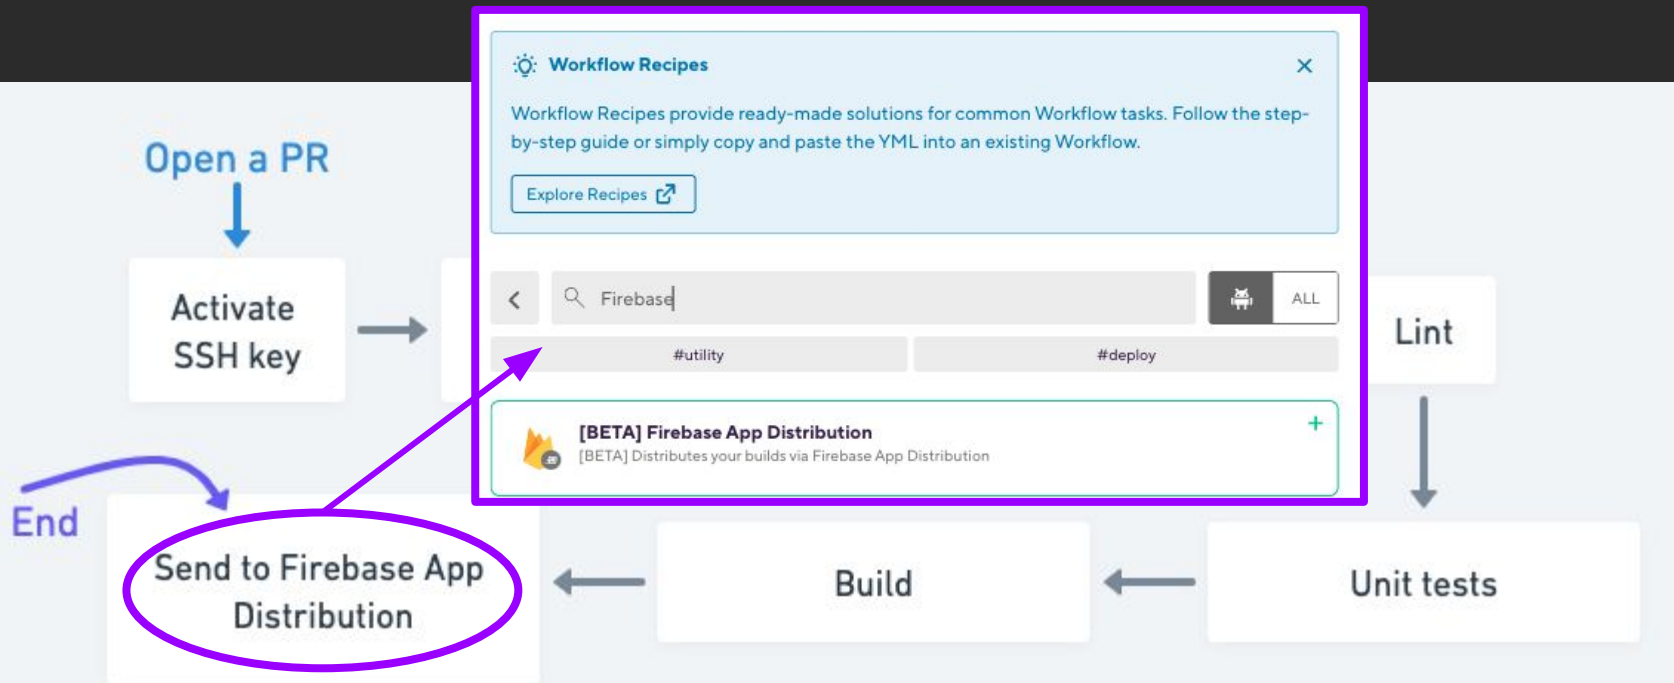 Open a PR
Activate
SSH key
Workflow Recipes
Workflow Recipes provide ready-made solutions for common Workflow tasks. Follow the step-
by-step guide or simply copy and paste the YML into an existing Workflow.
Explore Recipes
Firebase
ALL
#utility
#deploy
[BETA] Firebase App Distribution
[BETA] Distributes your builds via Firebase App Distribution
Lint
Unit tests
Build
Send to Firebase App
Distribution
End